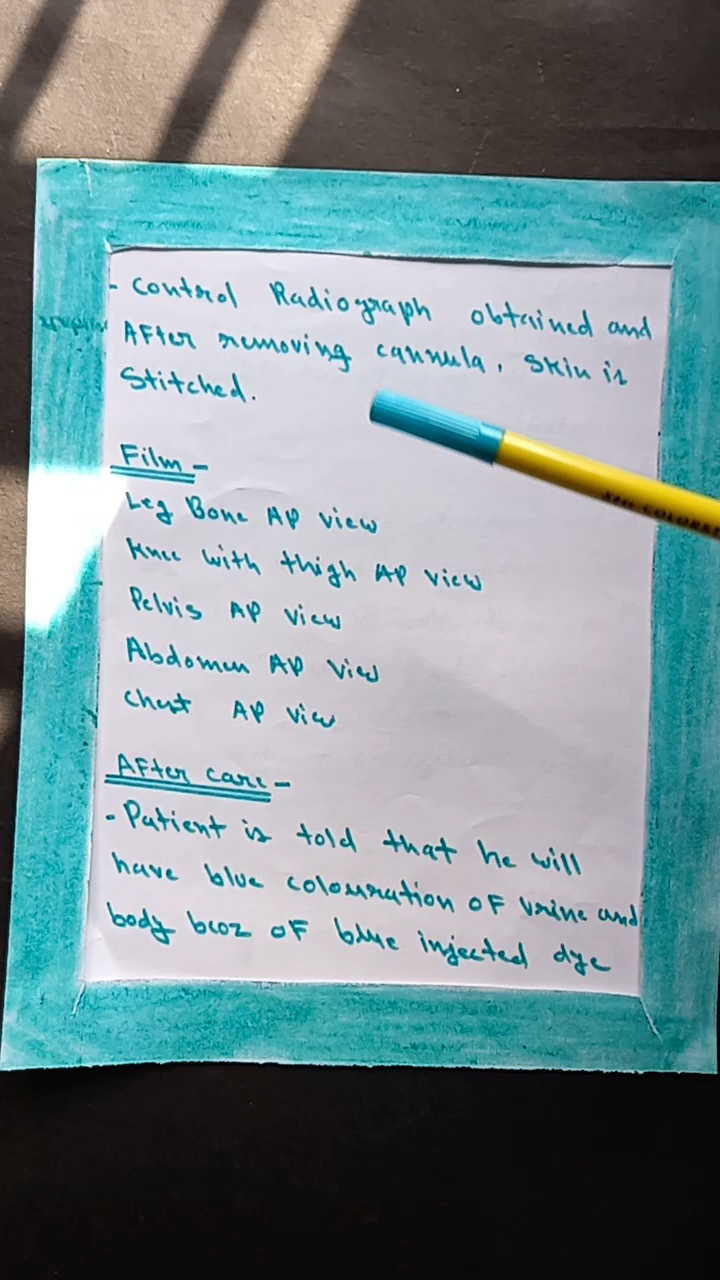 - Control Radiograph obtained and
After removing cannula, skin is
stitched.
Film -
Leg Bone AP view
Knee with thigh AP view
Pelvis AP view
Abdomen AP view
Chest AP view
After care -
- Patient is told that he will
have blue colouration of urine and
body bcoz of blue injected dye